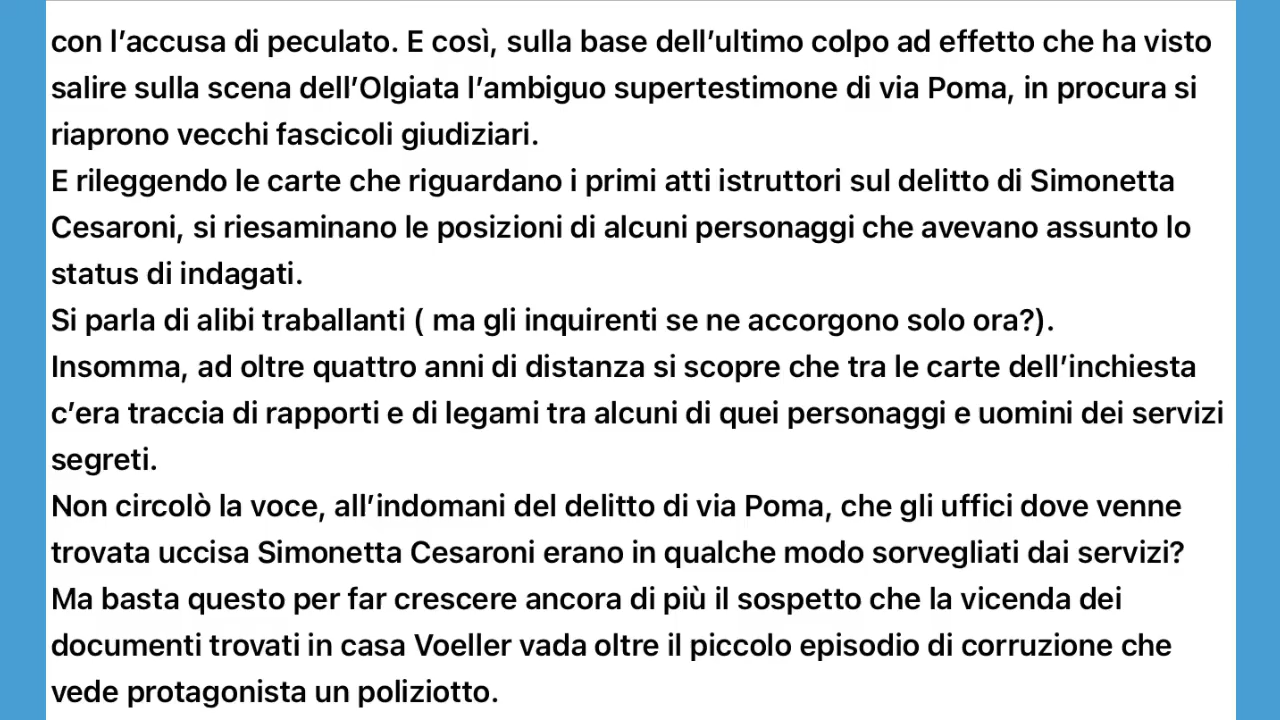 con l’accusa di peculato. E così, sulla base dell’ultimo colpo ad effetto che ha visto
salire sulla scena dell’Olgiata l’ambiguo supertestimone di via Poma, in procura si
riaprono vecchi fascicoli giudiziari.
E rileggendo le carte che riguardano i primi atti istruttori sul delitto di Simonetta
Cesaroni, si riesaminano le posizioni di alcuni personaggi che avevano assunto lo
status di indagati.
Si parla di alibi traballanti ( ma gli inquirenti se ne accorgono solo ora?).
Insomma, ad oltre quattro anni di distanza si scopre che tra le carte dell’inchiesta
c’era traccia di rapporti e di legami tra alcuni di quei personaggi e uomini dei servizi
segreti.
Non circolò la voce, all’indomani del delitto di via Poma, che gli uffici dove venne
trovata uccisa Simonetta Cesaroni erano in qualche modo sorvegliati dai servizi?
Ma basta questo per far crescere ancora di più il sospetto che la vicenda dei
documenti trovati in casa Voeller vada oltre il piccolo episodio di corruzione che
vede protagonista un poliziotto.